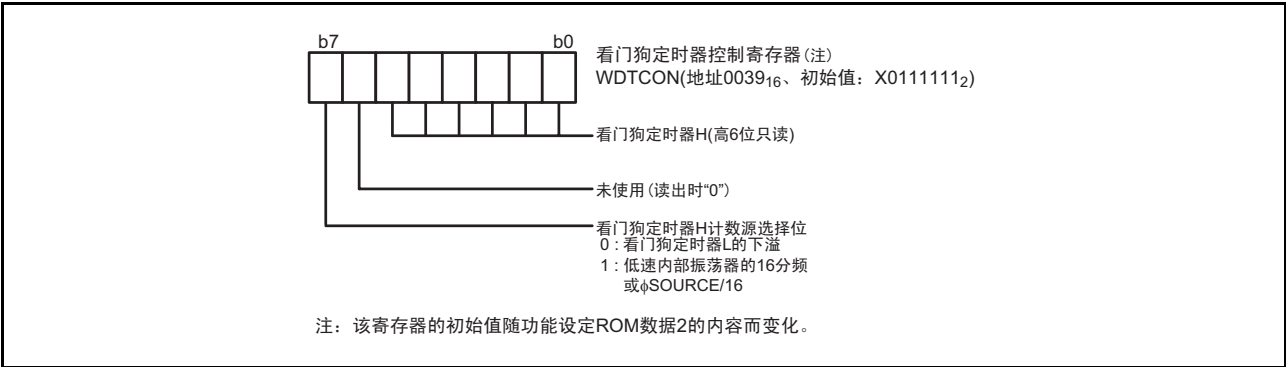 b7 b0
看门狗定时器控制寄存器(注)
WDTCON(地址0039₁₆、初始值：X0111111₂)
看门狗定时器H(高6位只读)
未使用(读出时“0”)
看门狗定时器H计数源选择位
0 : 看门狗定时器L的下溢
1 : 低速内部振荡器的16分频
或ϕSOURCE/16
注：该寄存器的初始值随功能设定ROM数据2的内容而变化。